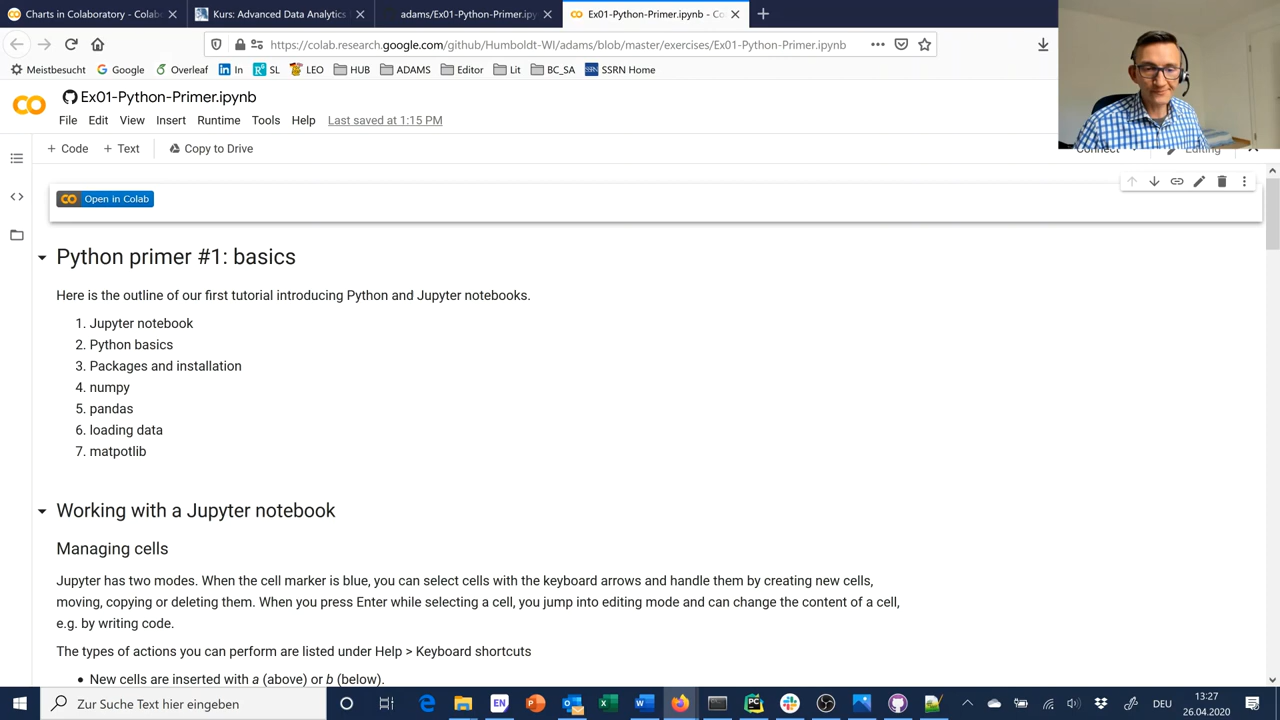 Charts in Colaboratory - Colab
Kurs: Advanced Data Analytics
adams/Ex01-Python-Primer.ipy
Ex01-Python-Primer.ipynb - Co
https://colab.research.google.com/github/Humboldt-WI/adams/blob/master/exercises/Ex01-Python-Primer.ipynb
Meistbesucht
Google
Overleaf
In
SL
LEO
HUB
ADAMS
Editor
Lit
BC_SA
SSRN Home
Ex01-Python-Primer.ipynb
File Edit View Insert Runtime Tools Help Last saved at 1:15 PM
+ Code + Text Copy to Drive
Connect
Editing
Open in Colab
Python primer #1: basics
Here is the outline of our first tutorial introducing Python and Jupyter notebooks.
1. Jupyter notebook
2. Python basics
3. Packages and installation
4. numpy
5. pandas
6. loading data
7. matpotlib
Working with a Jupyter notebook
Managing cells
Jupyter has two modes. When the cell marker is blue, you can select cells with the keyboard arrows and handle them by creating new cells,
moving, copying or deleting them. When you press Enter while selecting a cell, you jump into editing mode and can change the content of a cell,
e.g. by writing code.
The types of actions you can perform are listed under Help > Keyboard shortcuts
• New cells are inserted with a (above) or b (below).
Zur Suche Text hier eingeben
EN
DEU
13:27
26.04.2020